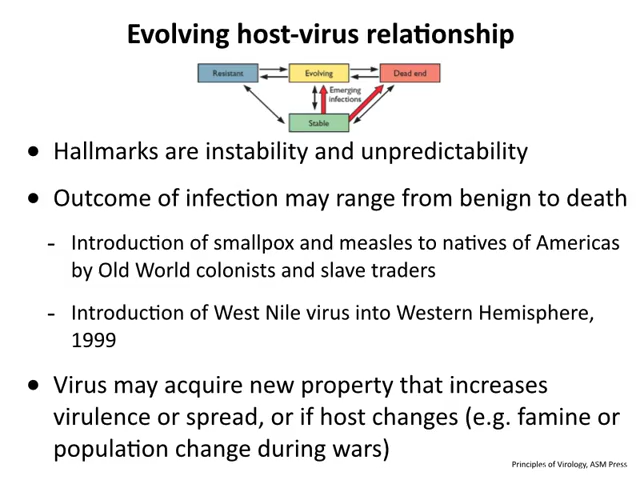 Evolving host-virus relationship
Resistant
Evolving
Dead end
Emerging
infections
Stable
• Hallmarks are instability and unpredictability
• Outcome of infection may range from benign to death
- Introduction of smallpox and measles to natives of Americas
by Old World colonists and slave traders
- Introduction of West Nile virus into Western Hemisphere,
1999
• Virus may acquire new property that increases
virulence or spread, or if host changes (e.g. famine or
population change during wars)
Principles of Virology, ASM Press